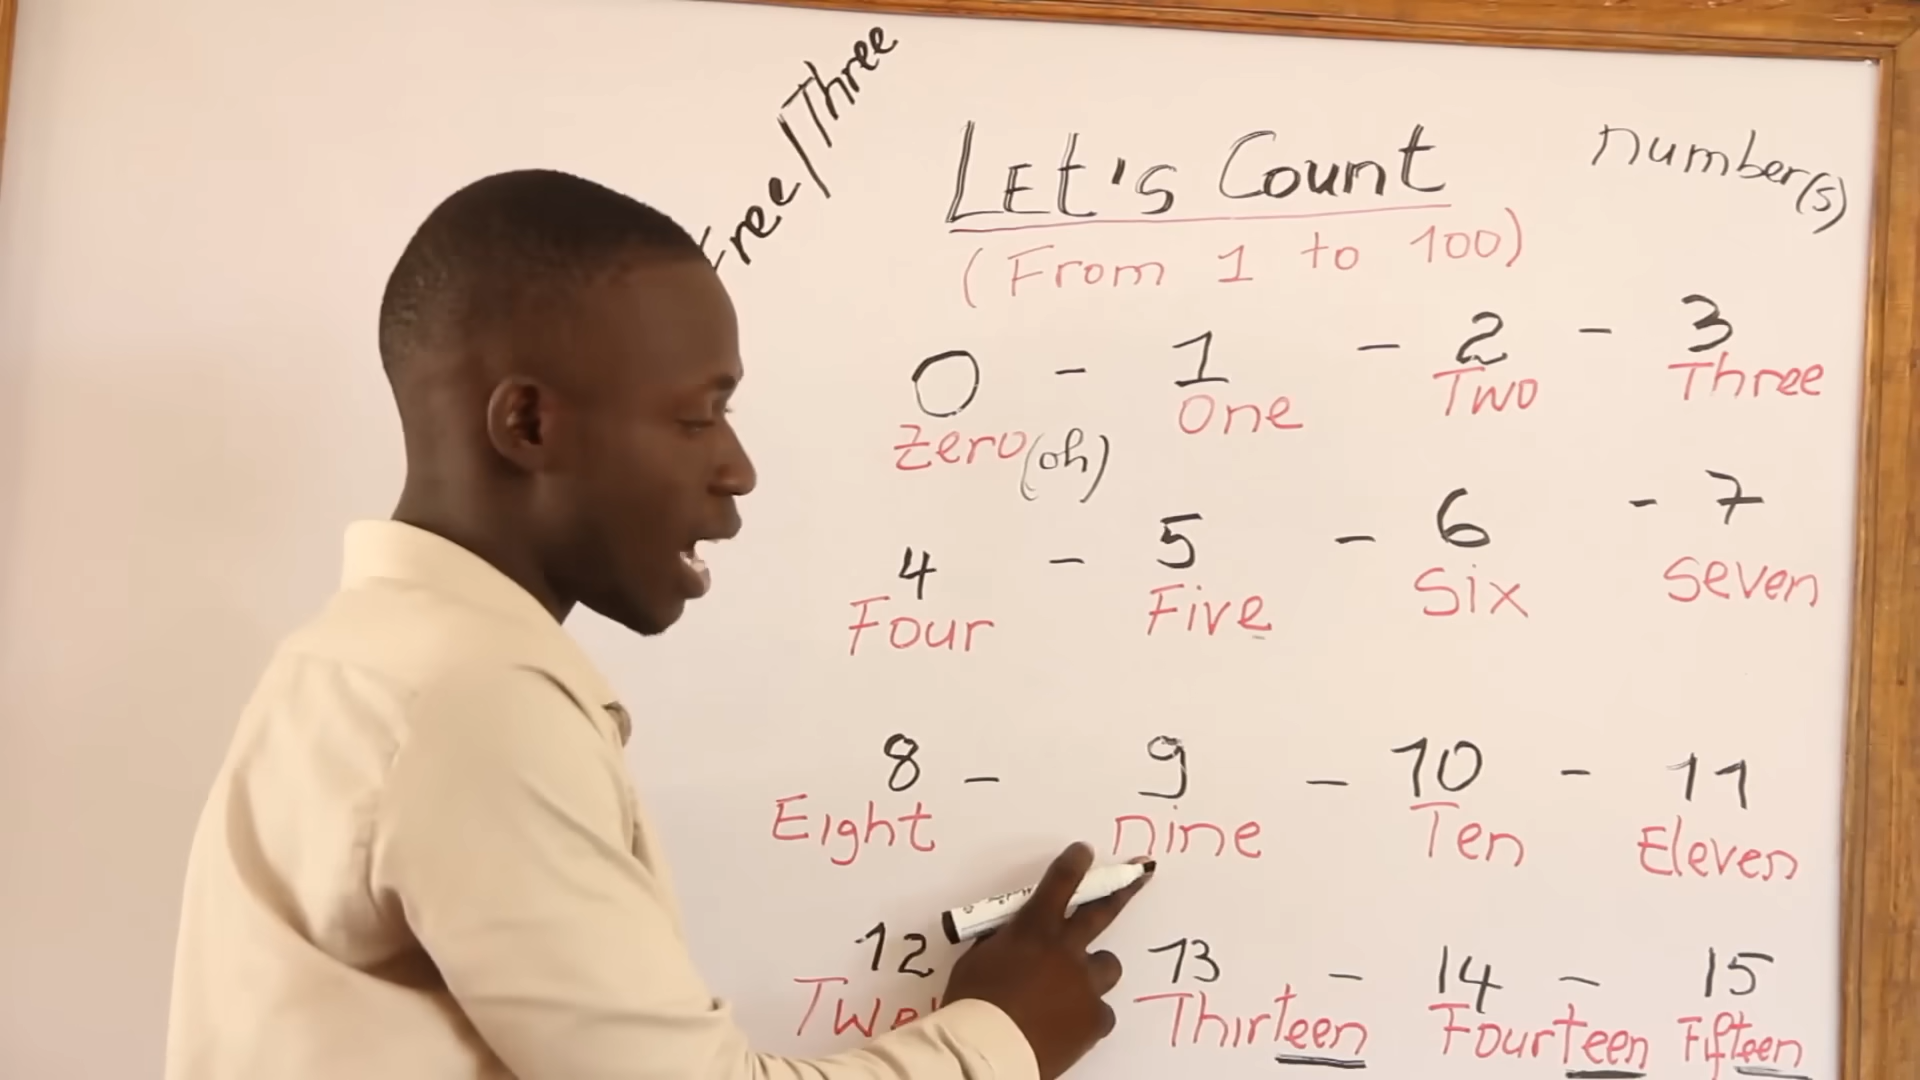 Free/Three
LEt's Count
number(s)
(From 1 to 100)
0 - 1 - 2 - 3
Zero(oh) One Two Three
4 - 5 - 6 - 7
Four Five Six Seven
8 - 9 - 10 - 11
Eight nine Ten Eleven
12 13 - 14 - 15
Thirteen Fourteen Fifteen